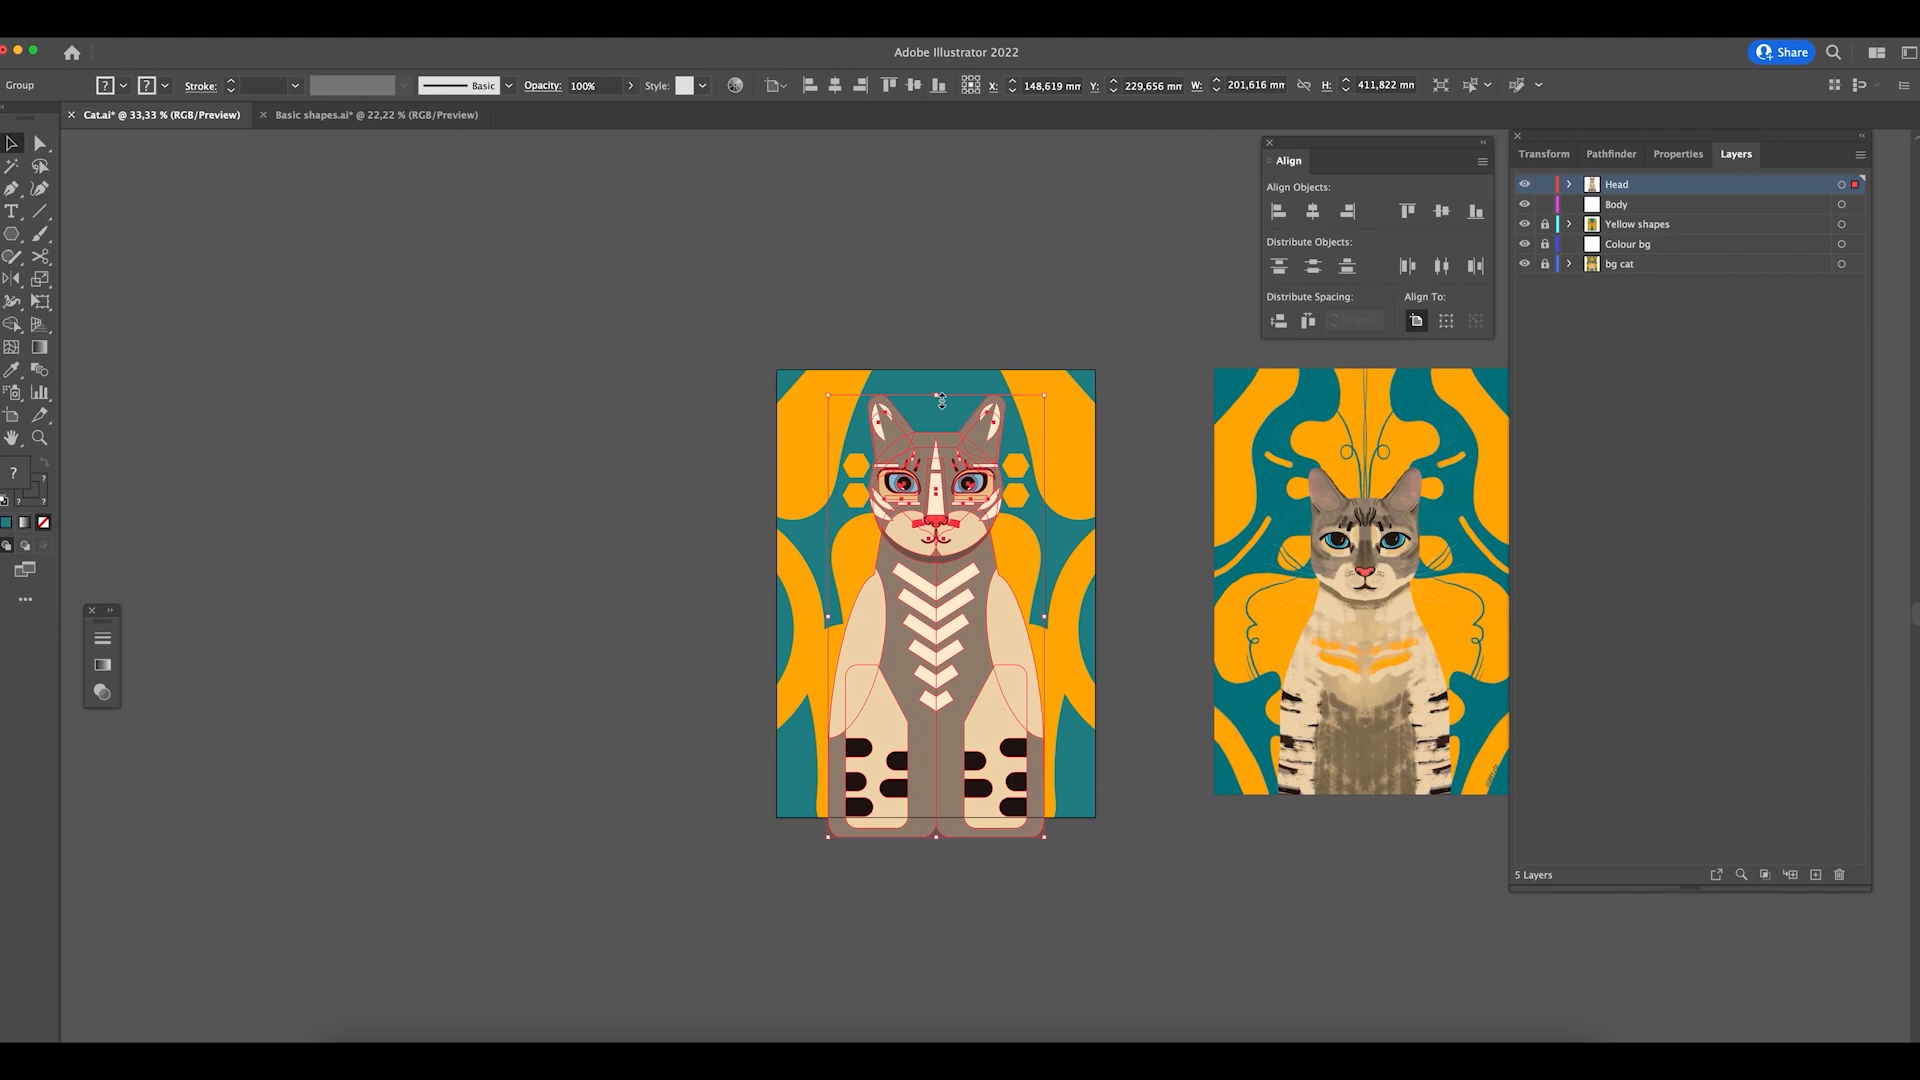 Adobe Illustrator 2022
Share
Group
? ? Stroke: Basic Opacity: 100% Style: X: 148,619 mm Y: 229,656 mm W: 201,616 mm H: 411,822 mm
Cat.ai* @ 33,33 % (RGB/Preview) Basic shapes.ai* @ 22,22 % (RGB/Preview)
Align
Align Objects:
Distribute Objects:
Distribute Spacing: Align To:
0 mm
Transform Pathfinder Properties Layers
Head
Body
Yellow shapes
Colour bg
bg cat
5 Layers
?